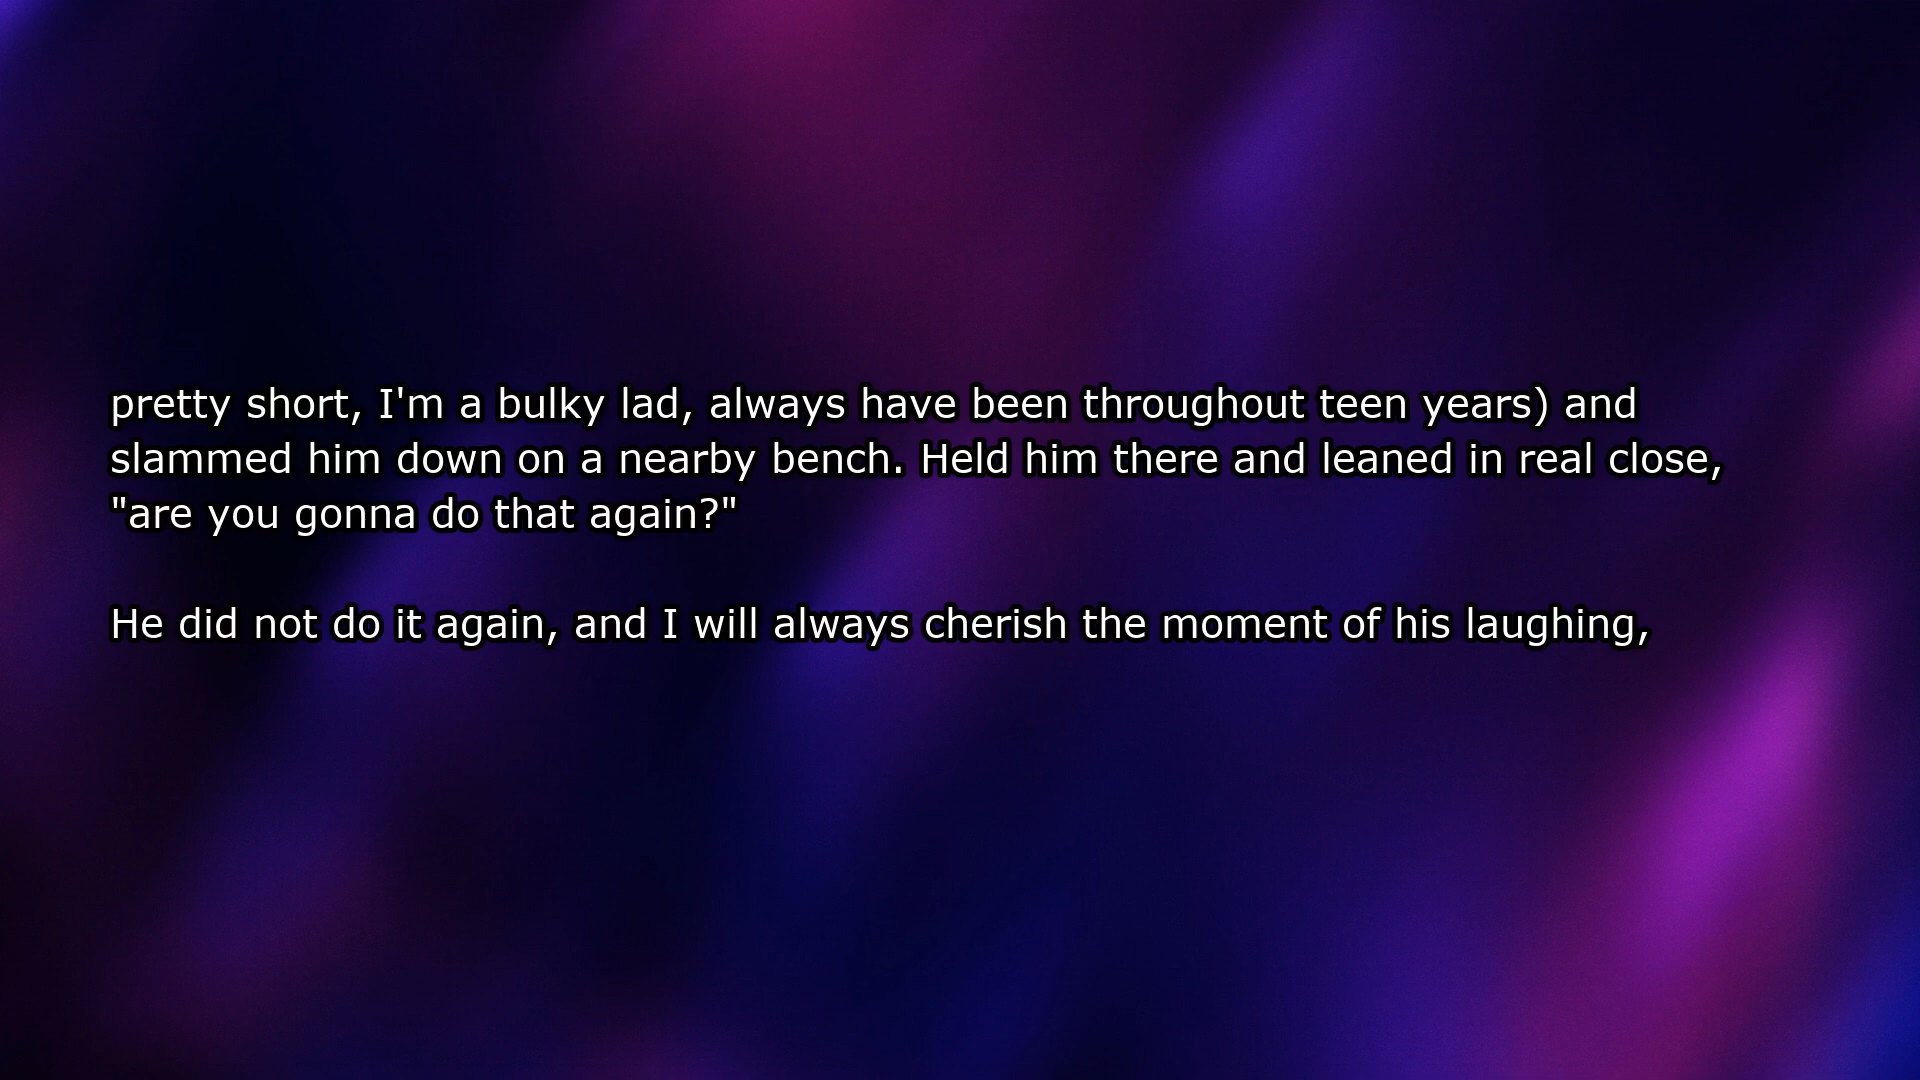 pretty short, I'm a bulky lad, always have been throughout teen years) and
slammed him down on a nearby bench. Held him there and leaned in real close,
"are you gonna do that again?"
He did not do it again, and I will always cherish the moment of his laughing,